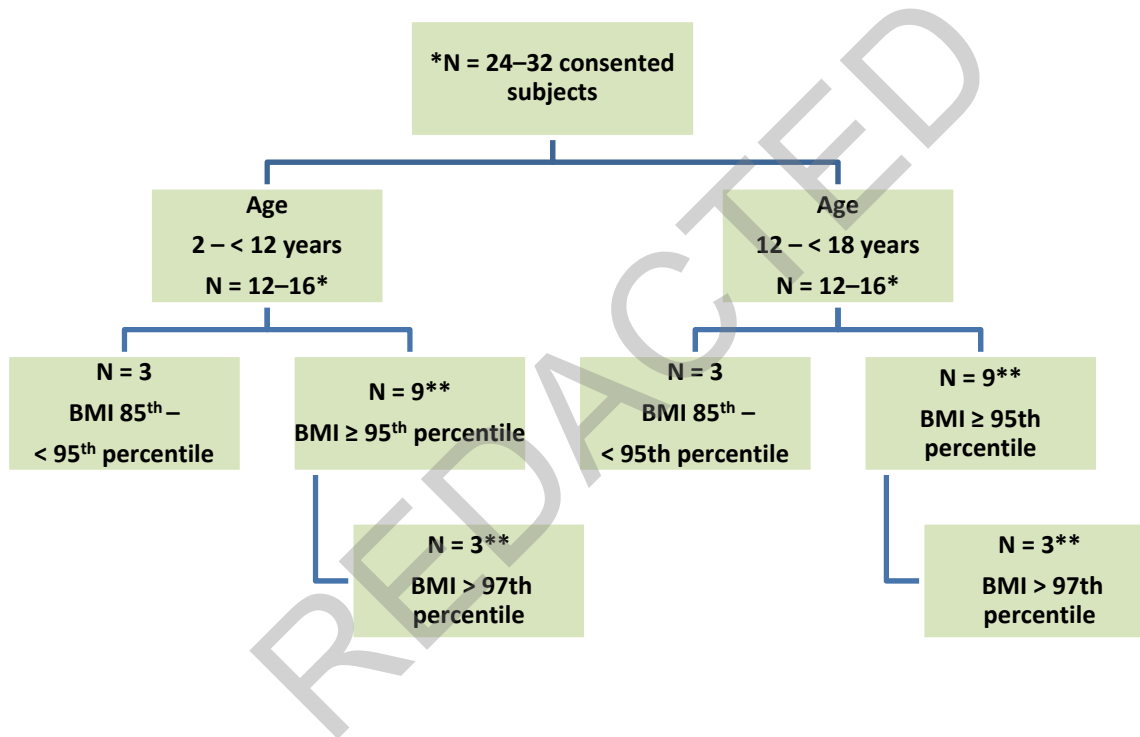 *N = 24–32 consented
subjects
Age
2 – < 12 years
N = 12–16*
Age
12 – < 18 years
N = 12–16*
N = 3
BMI 85th –
< 95th percentile
N = 9**
BMI ≥ 95th percentile
N = 3
BMI 85th –
< 95th percentile
N = 9**
BMI ≥ 95th
percentile
N = 3**
BMI > 97th
percentile
N = 3**
BMI > 97th
percentile
REDACTED